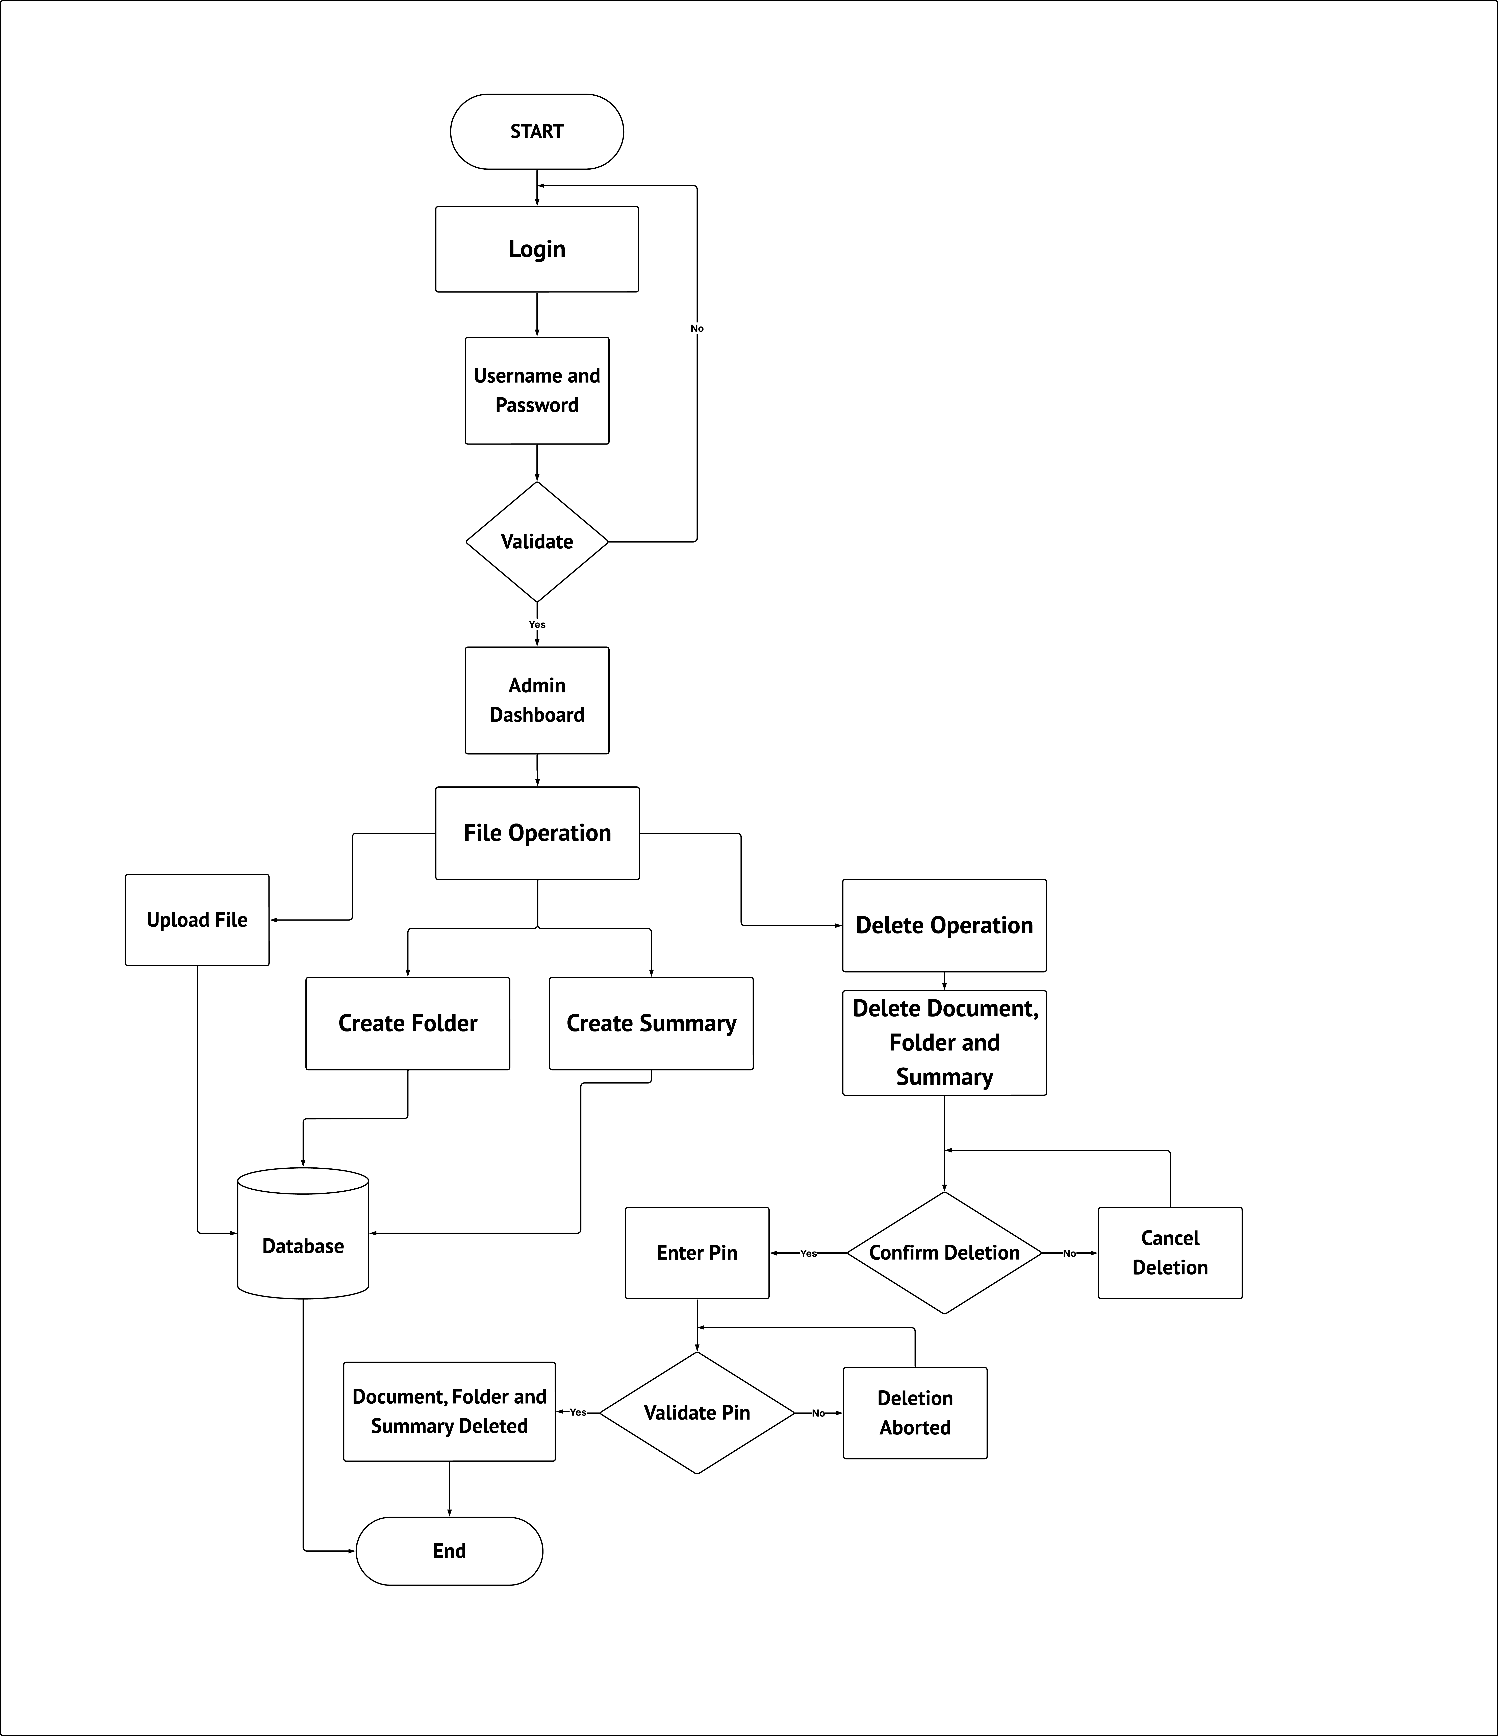 START
Login
No
Username and
Password
Validate
Yes
Admin
Dashboard
File Operation
Upload File
Delete Operation
Create Folder
Create Summary
Delete Document,
Folder and
Summary
Database
Enter Pin
Yes
Confirm Deletion
No
Cancel
Deletion
Document, Folder and
Summary Deleted
Yes
Validate Pin
No
Deletion
Aborted
End